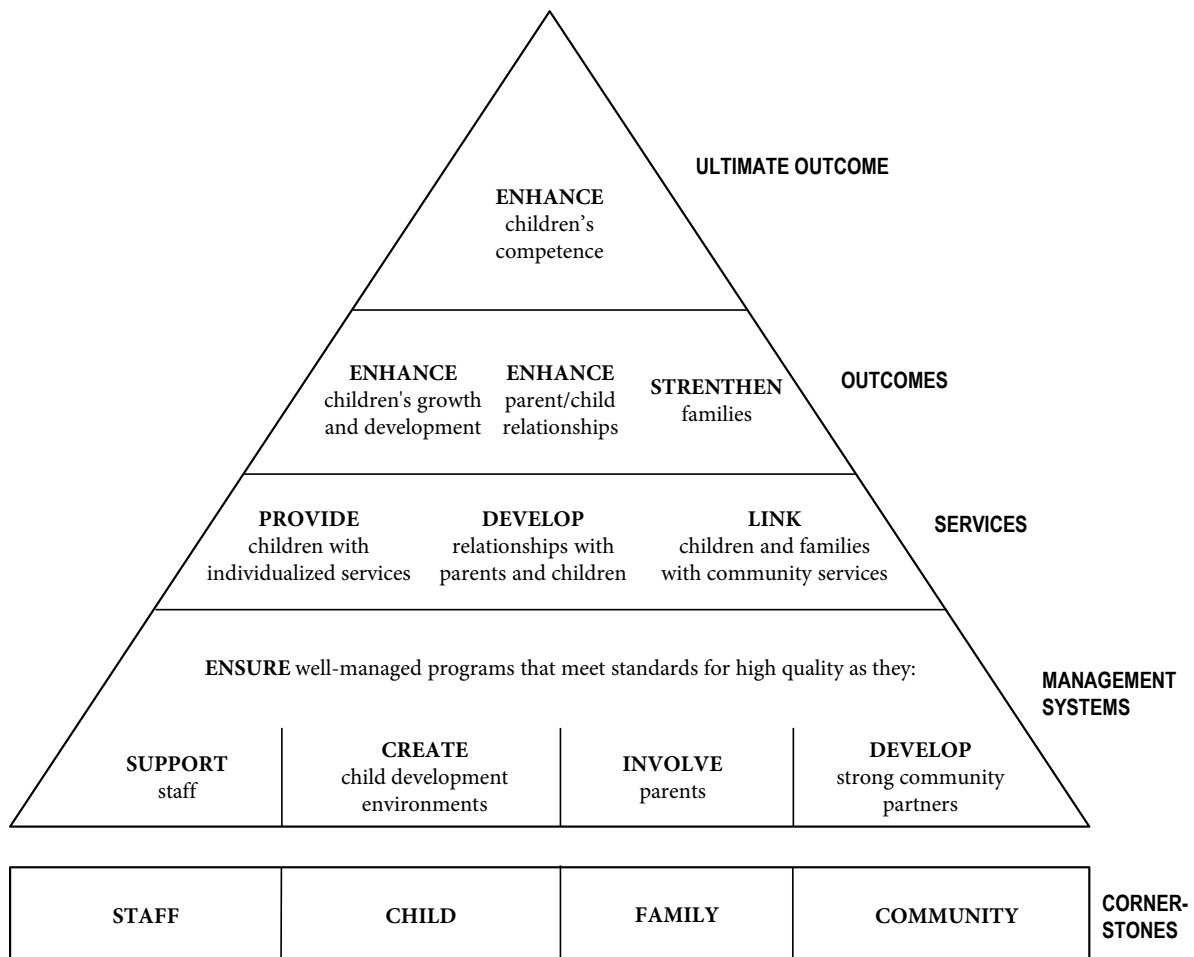 ULTIMATE OUTCOME
ENHANCE
children's
competence
OUTCOMES
ENHANCE
children's growth
and development
ENHANCE
parent/child
relationships
STRENTHEN
families
SERVICES
PROVIDE
children with
individualized services
DEVELOP
relationships with
parents and children
LINK
children and families
with community services
ENSURE well-managed programs that meet standards for high quality as they:
MANAGEMENT
SYSTEMS
SUPPORT
staff
CREATE
child development
environments
INVOLVE
parents
DEVELOP
strong community
partners
STAFF
CHILD
FAMILY
COMMUNITY
CORNER-
STONES